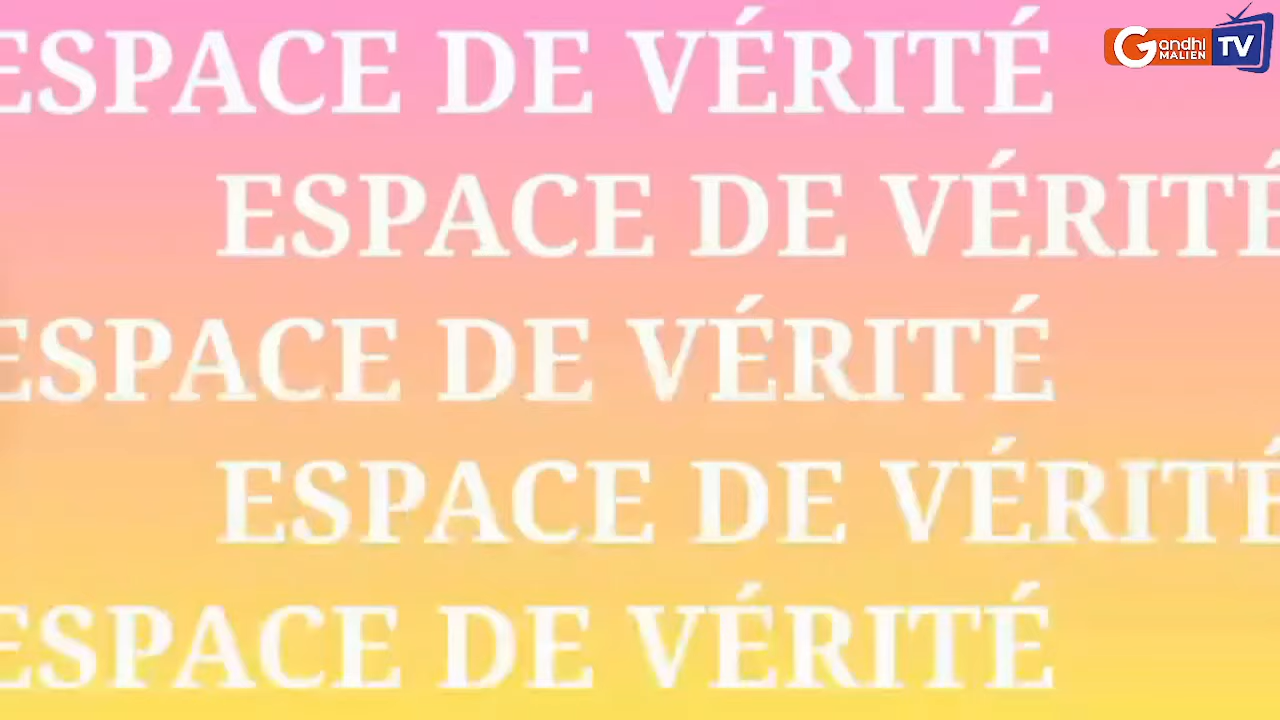 ESPACE DE VÉRITÉ
Gandhi
MALIEN
TV
ESPACE DE VÉRITÉ
ESPACE DE VÉRITÉ
ESPACE DE VÉRITÉ
ESPACE DE VÉRITÉ